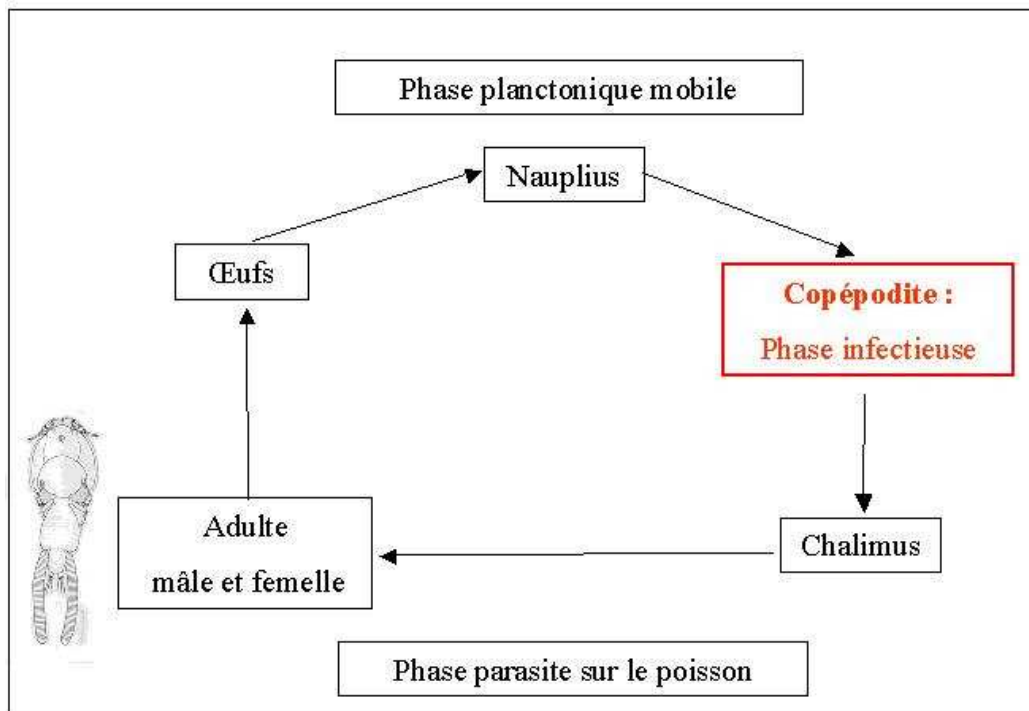 Phase planctonique mobile
Nauplius
Œufs
Copépodite :
Phase infectieuse
Adulte
mâle et femelle
Chalimus
Phase parasite sur le poisson